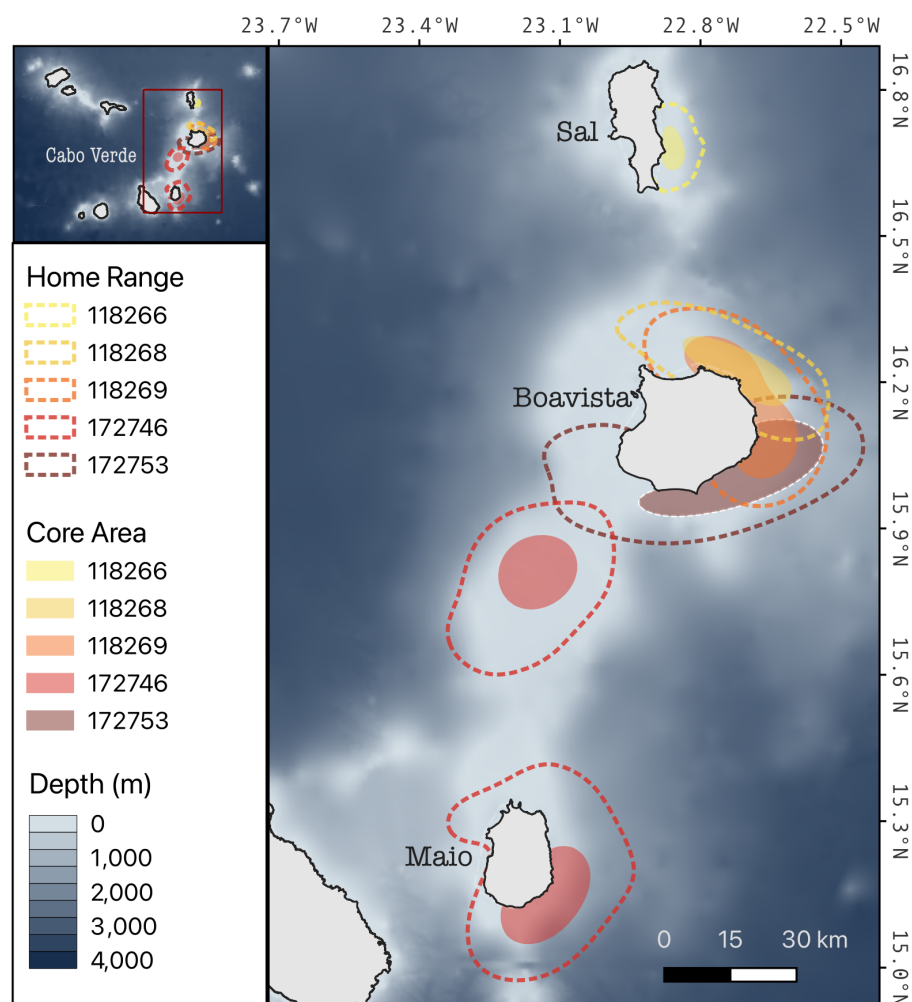 23.7°W 23.4°W 23.1°W 22.8°W 22.5°W
Cabo Verde
Home Range
118266
118268
118269
172746
172753
Core Area
118266
118268
118269
172746
172753
Depth (m)
0
1,000
2,000
3,000
4,000
Sal
Boavista
Maio
0 15 30 km
16.8°N
16.5°N
16.2°N
15.9°N
15.6°N
15.3°N
15.0°N